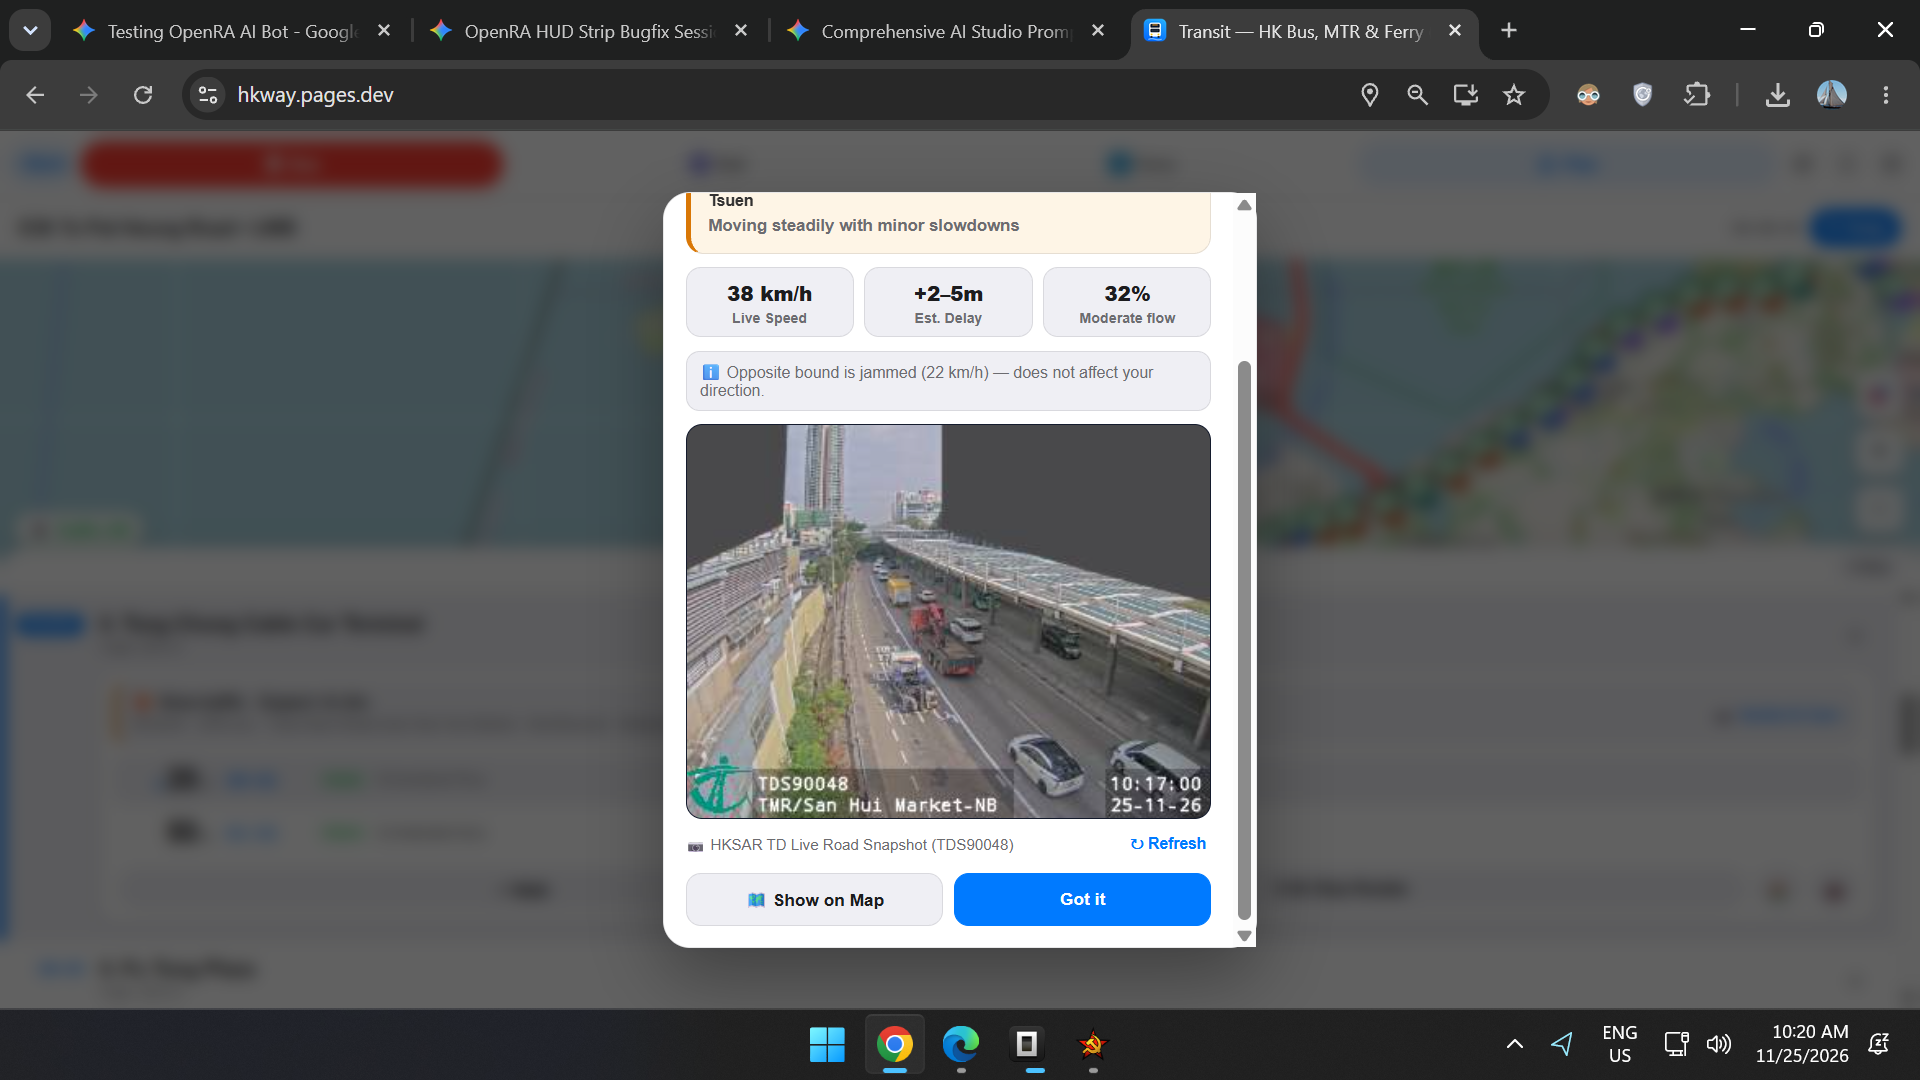 Testing OpenRA AI Bot - Google
OpenRA HUD Strip Bugfix Sessi
Comprehensive AI Studio Prom
Transit — HK Bus, MTR & Ferry
hkway.pages.dev
Tsuen
Moving steadily with minor slowdowns
38 km/h
Live Speed
+2–5m
Est. Delay
32%
Moderate flow
Opposite bound is jammed (22 km/h) — does not affect your
direction.
TDS90048
TMR/San Hui Market-NB
10:17:00
25-11-26
HKSAR TD Live Road Snapshot (TDS90048)
↻ Refresh
Show on Map
Got it
ENG
US
10:20 AM
11/25/2026